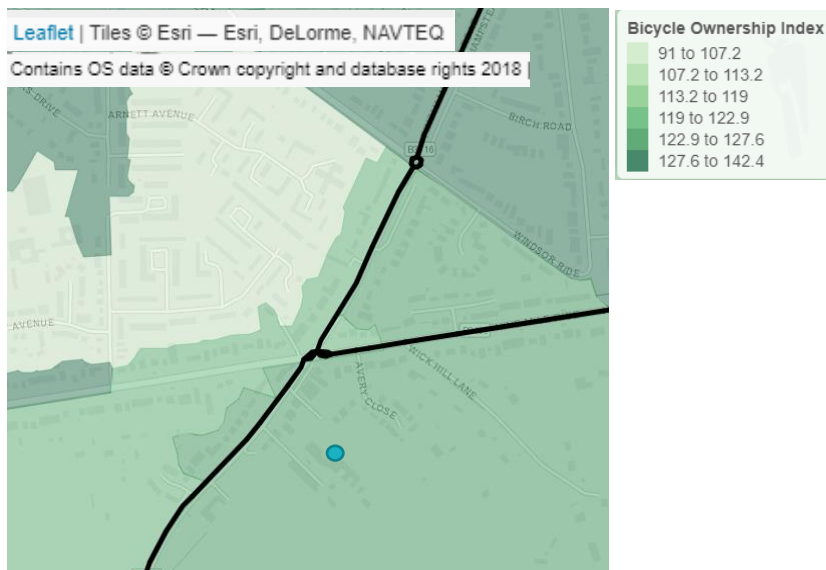 Leaflet | Tiles © Esri — Esri, DeLorme, NAVTEQ
Contains OS data © Crown copyright and database rights 2018 |
ARNETT AVENUE
BIRCH ROAD
WINDSOR RIDE
AVENUE
WICK HILL LANE
AVERY CLOSE
Bicycle Ownership Index
91 to 107.2
107.2 to 113.2
113.2 to 119
119 to 122.9
122.9 to 127.6
127.6 to 142.4